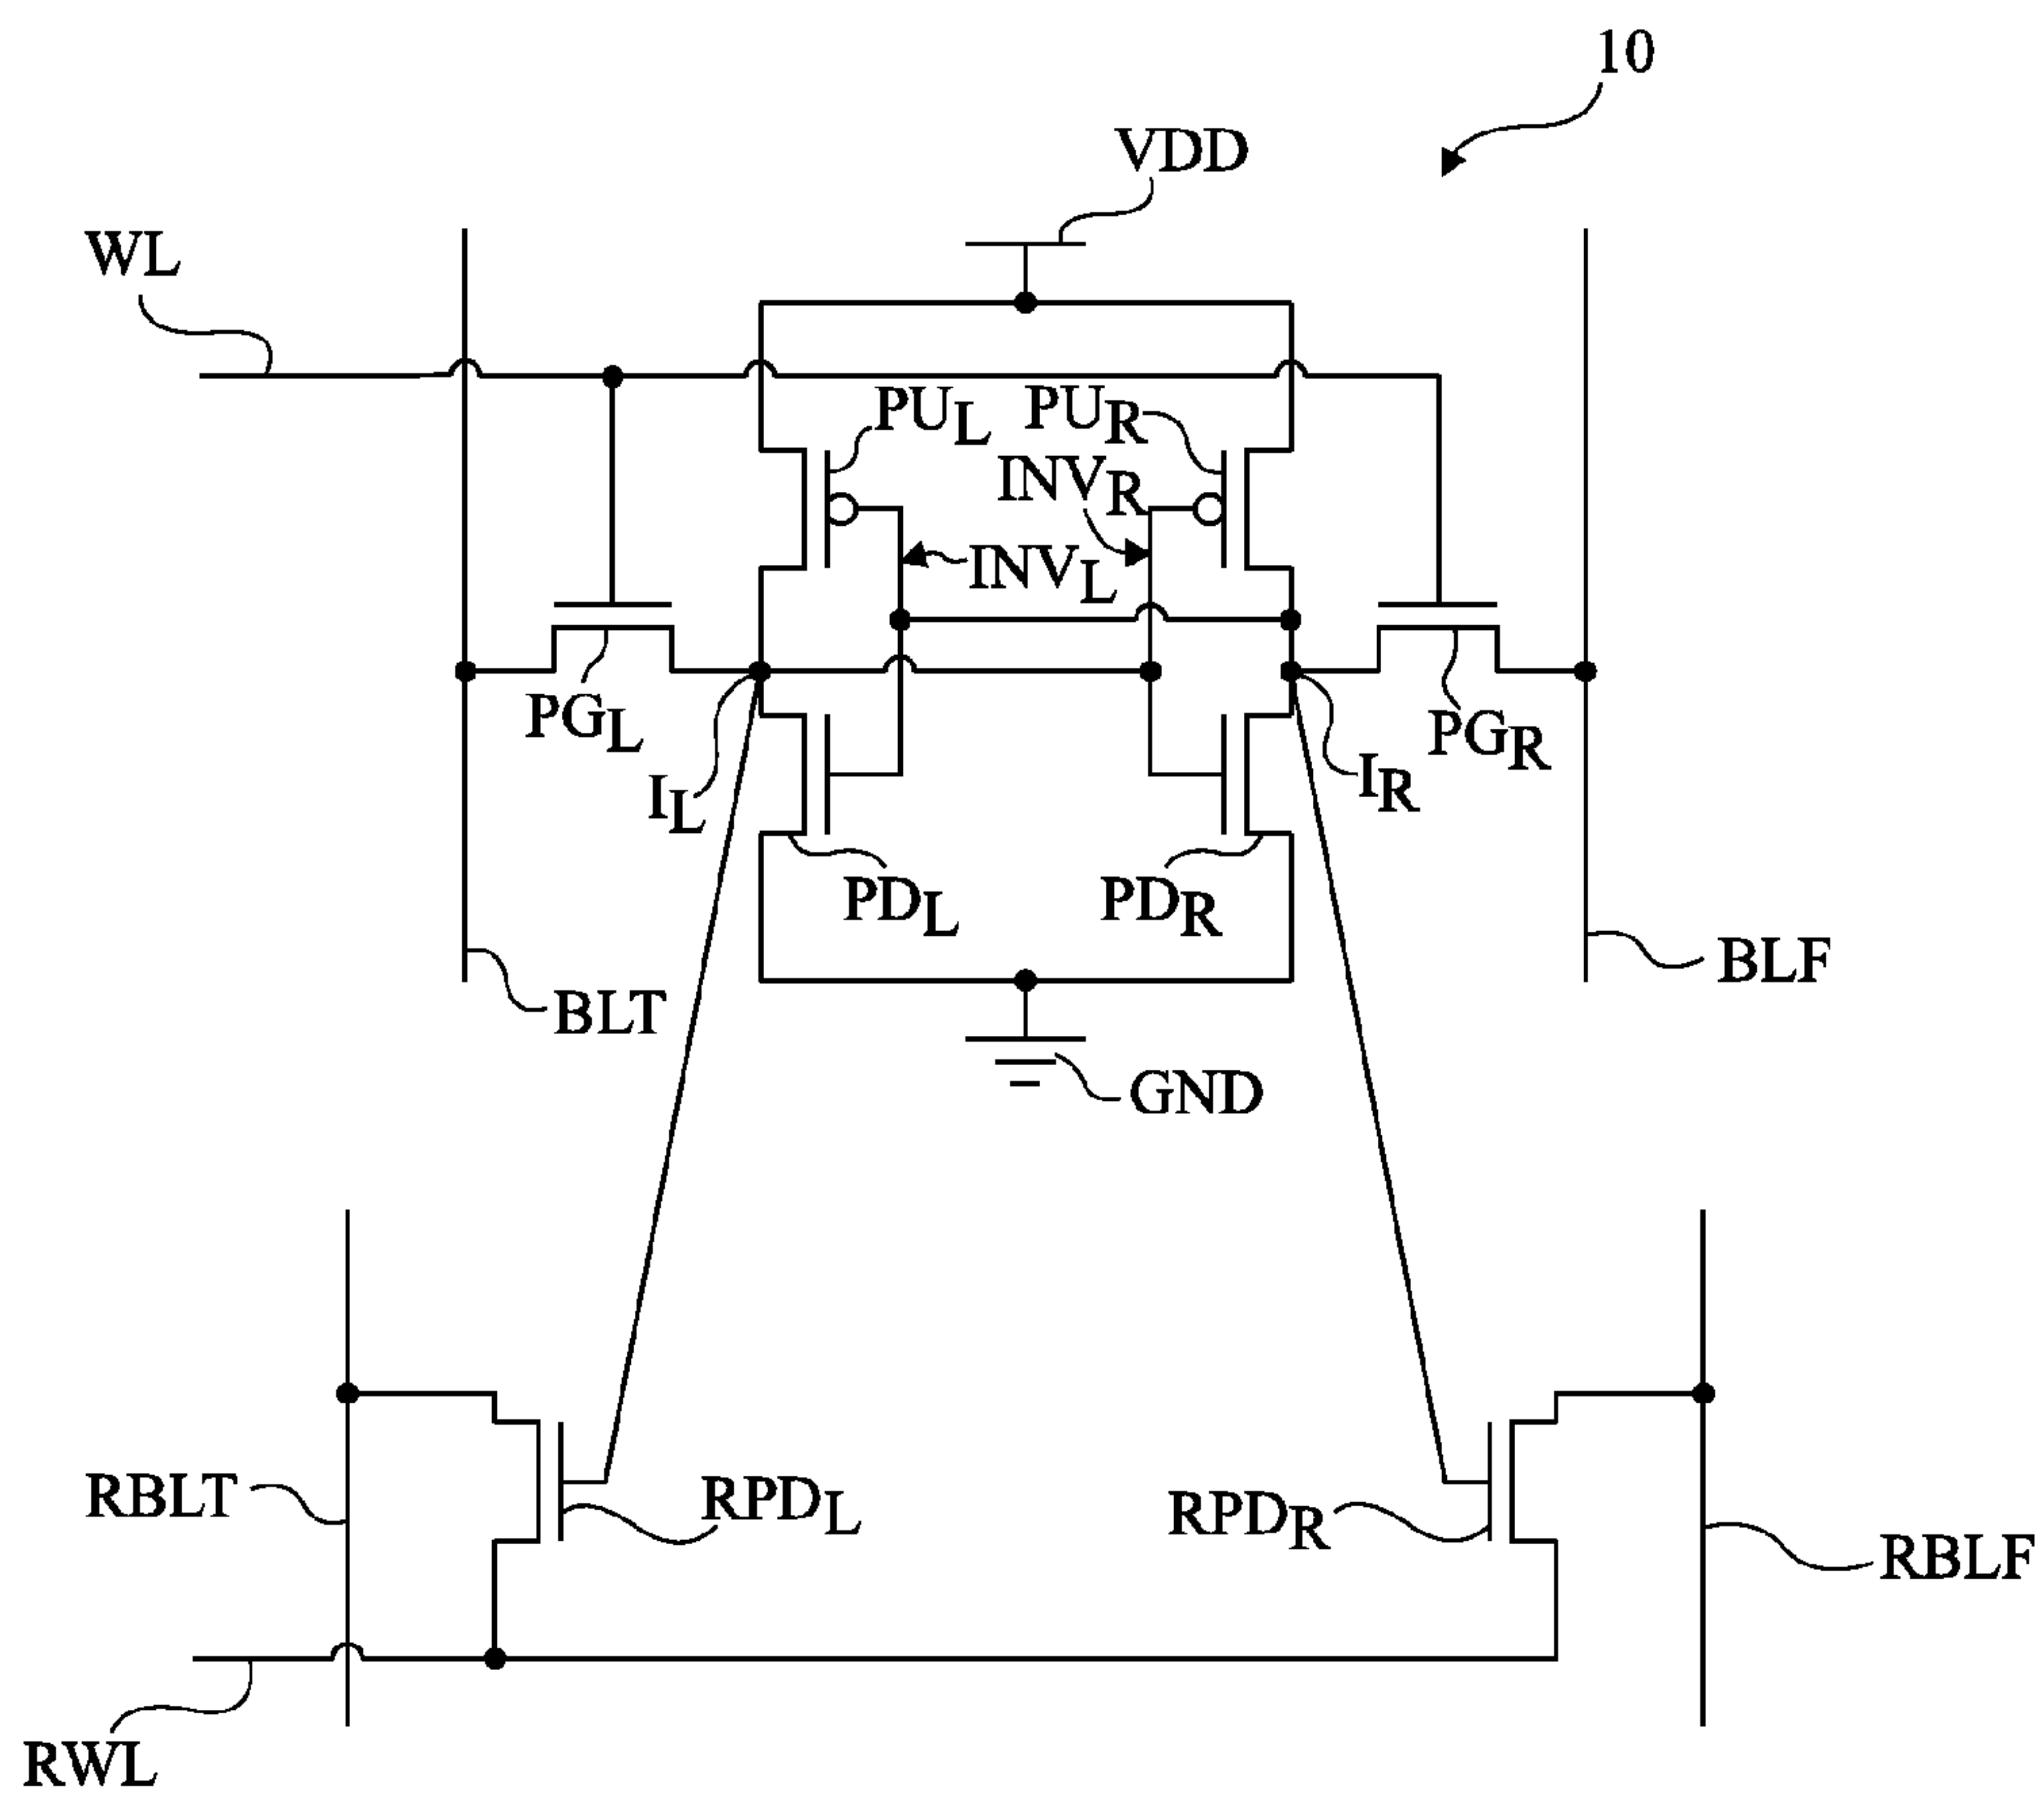 10
VDD
WL
PUL
PUR
INVR
INVL
PGL
PGR
IL
IR
PDL
PDR
BLF
BLT
GND
RBLT
RPDL
RPDR
RBLF
RWL